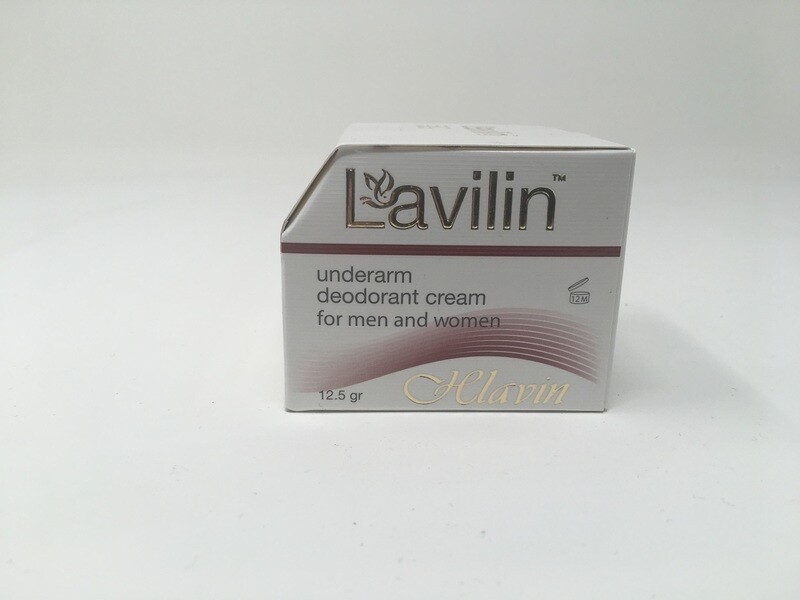 Lavilin™
underarm
deodorant cream
for men and women
12M
12.5 gr
Hlavin